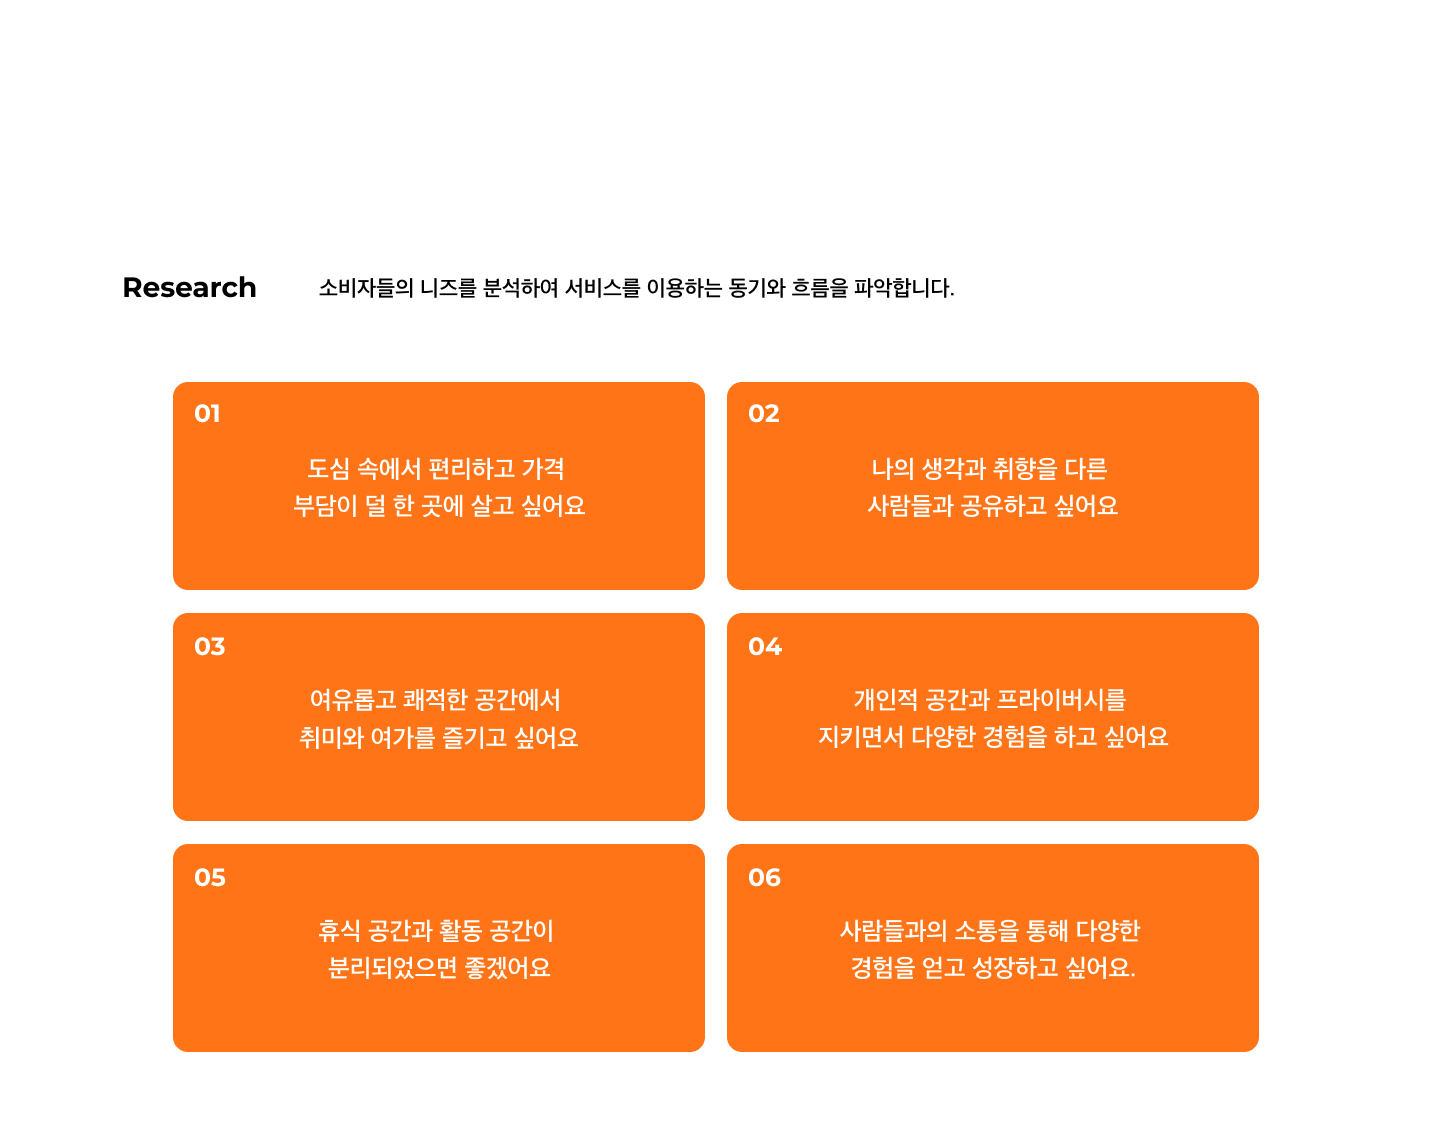 Research
소비자들의 니즈를 분석하여 서비스를 이용하는 동기와 흐름을 파악합니다.
01
도심 속에서 편리하고 가격
부담이 덜 한 곳에 살고 싶어요
02
나의 생각과 취향을 다른
사람들과 공유하고 싶어요
03
여유롭고 쾌적한 공간에서
취미와 여가를 즐기고 싶어요
04
개인적 공간과 프라이버시를
지키면서 다양한 경험을 하고 싶어요
05
휴식 공간과 활동 공간이
분리되었으면 좋겠어요
06
사람들과의 소통을 통해 다양한
경험을 얻고 성장하고 싶어요.